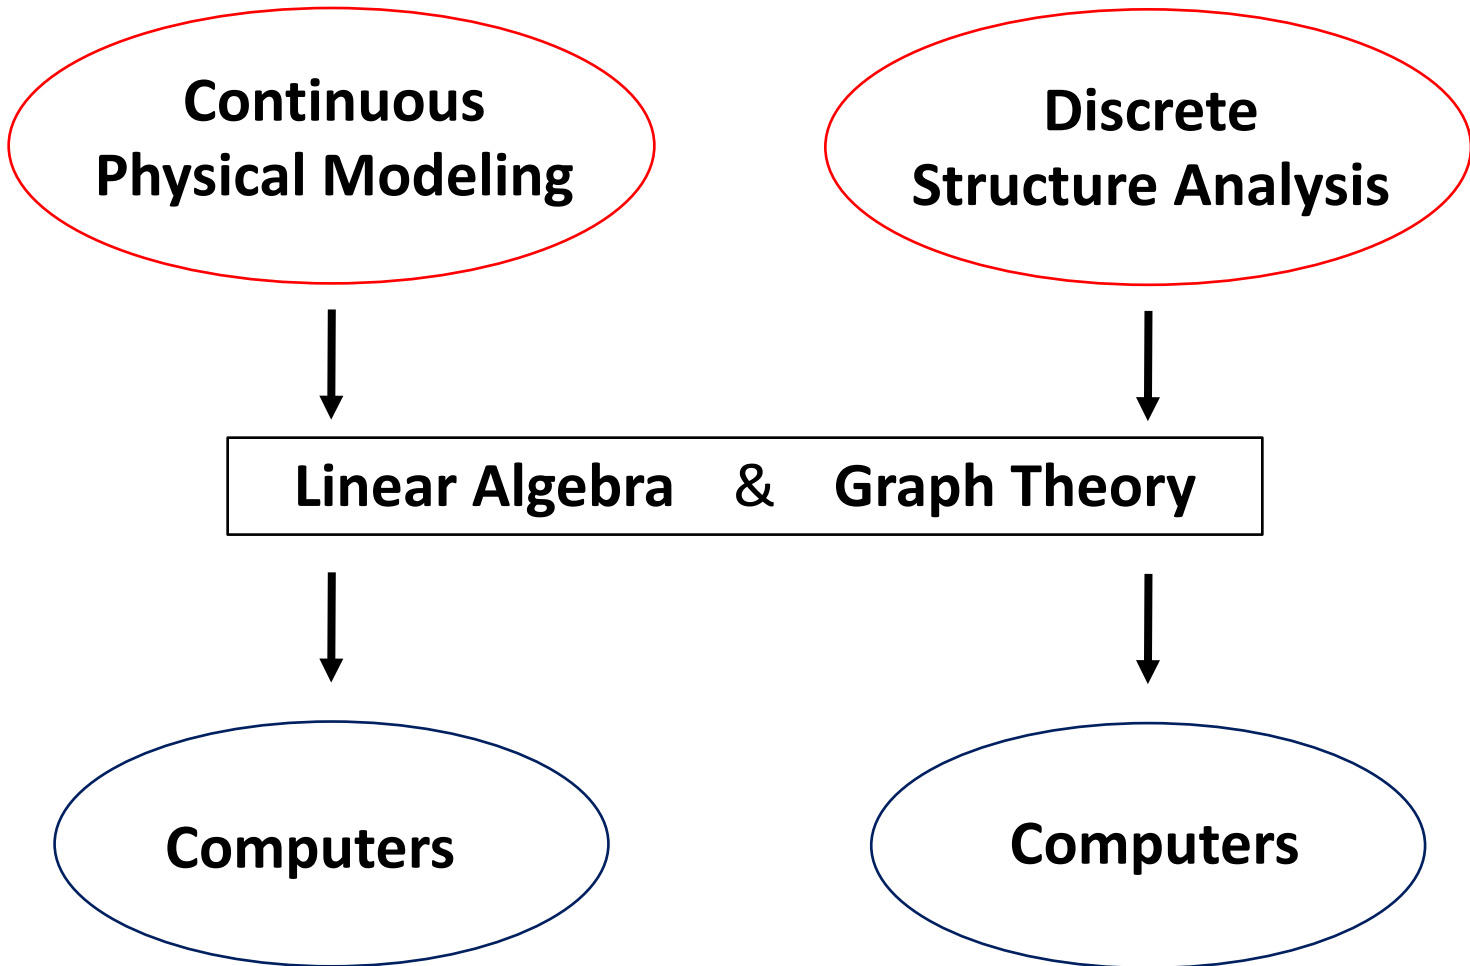 Continuous
Physical Modeling
Discrete
Structure Analysis
Linear Algebra & Graph Theory
Computers
Computers